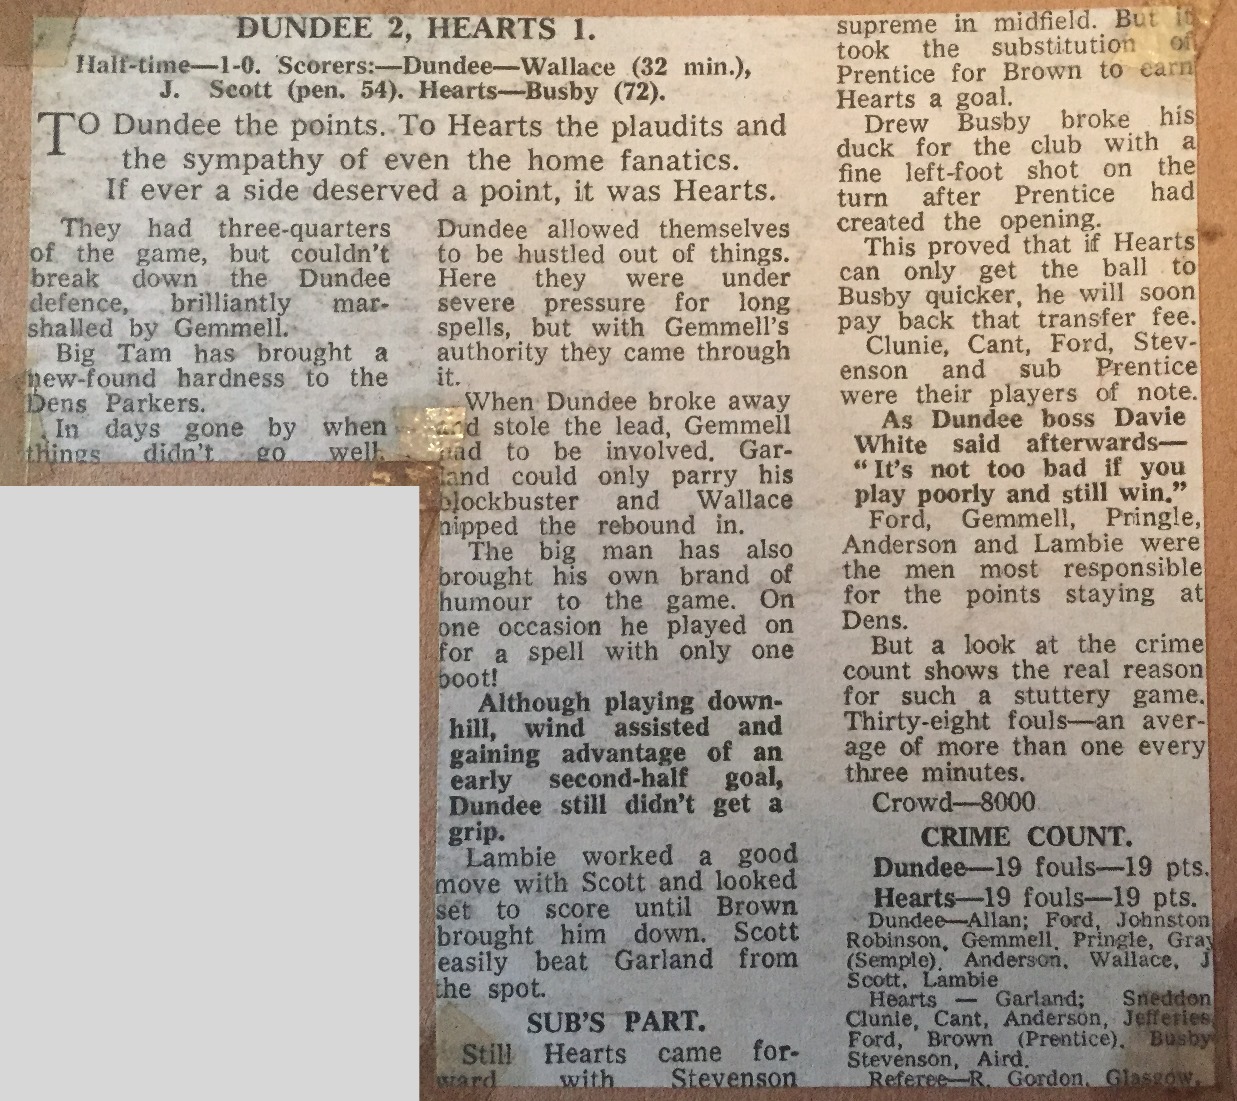 DUNDEE 2, HEARTS 1.
Half-time—1-0. Scorers:—Dundee—Wallace (32 min.),
J. Scott (pen. 54). Hearts—Busby (72).
TO Dundee the points. To Hearts the plaudits and
the sympathy of even the home fanatics.
If ever a side deserved a point, it was Hearts.
They had three-quarters
of the game, but couldn't
break down the Dundee
defence, brilliantly mar-
shalled by Gemmell.
Big Tam has brought a
new-found hardness to the
Dens Parkers.
In days gone by when
things didn't go well,
Dundee allowed themselves
to be hustled out of things.
Here they were under
severe pressure for long
spells, but with Gemmell's
authority they came through
it.
When Dundee broke away
and stole the lead, Gemmell
had to be involved. Gar-
land could only parry his
blockbuster and Wallace
nipped the rebound in.
The big man has also
brought his own brand of
humour to the game. On
one occasion he played on
for a spell with only one
boot!
Although playing down-
hill, wind assisted and
gaining advantage of an
early second-half goal,
Dundee still didn't get a
grip.
Lambie worked a good
move with Scott and looked
set to score until Brown
brought him down. Scott
easily beat Garland from
the spot.
SUB'S PART.
Still Hearts came for-
ward with Stevenson
supreme in midfield. But it
took the substitution of
Prentice for Brown to earn
Hearts a goal.
Drew Busby broke his
duck for the club with a
fine left-foot shot on the
turn after Prentice had
created the opening.
This proved that if Hearts
can only get the ball to
Busby quicker, he will soon
pay back that transfer fee.
Clunie, Cant, Ford, Stev-
enson and sub Prentice
were their players of note.
As Dundee boss Davie
White said afterwards—
"It's not too bad if you
play poorly and still win."
Ford, Gemmell, Pringle,
Anderson and Lambie were
the men most responsible
for the points staying at
Dens.
But a look at the crime
count shows the real reason
for such a stuttery game.
Thirty-eight fouls—an aver-
age of more than one every
three minutes.
Crowd—8000
CRIME COUNT.
Dundee—19 fouls—19 pts.
Hearts—19 fouls—19 pts.
Dundee—Allan; Ford, Johnston
Robinson, Gemmell, Pringle, Gray
(Semple), Anderson, Wallace, J
Scott, Lambie
Hearts — Garland; Sneddon
Clunie, Cant, Anderson, Jefferies
Ford, Brown (Prentice), Busby
Stevenson, Aird.
Referee—R. Gordon, Glasgow.